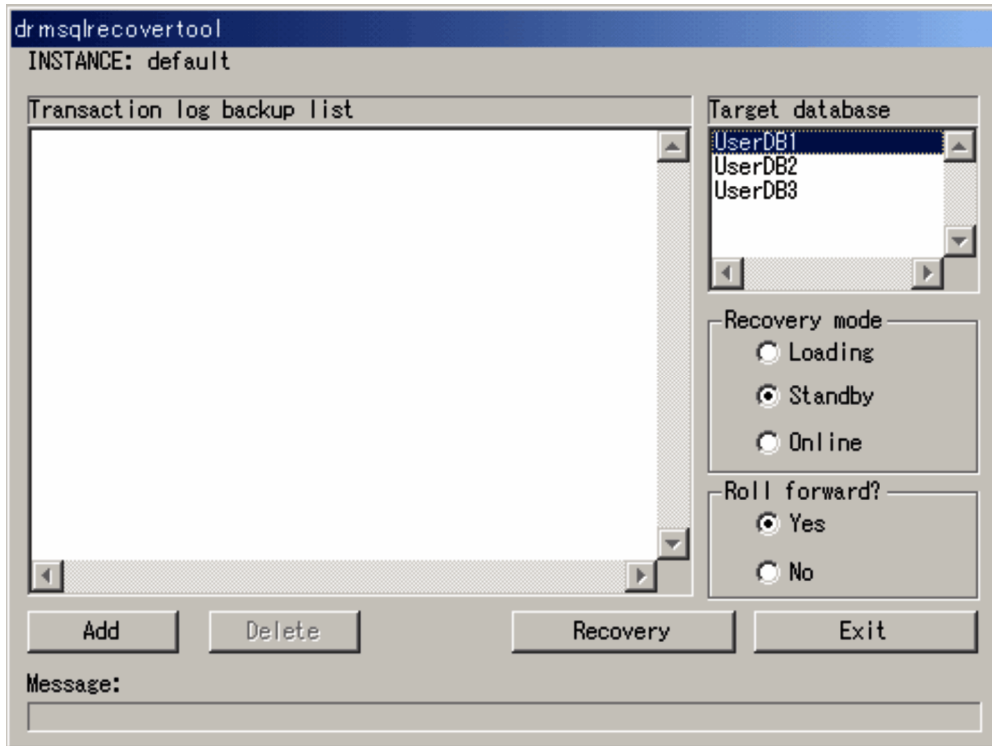 drmsqlrecovertool
INSTANCE: default
Transaction log backup list
Target database
UserDB1
UserDB2
UserDB3
Recovery mode
Loading
Standby
Online
Roll forward?
Yes
No
Add
Delete
Recovery
Exit
Message: